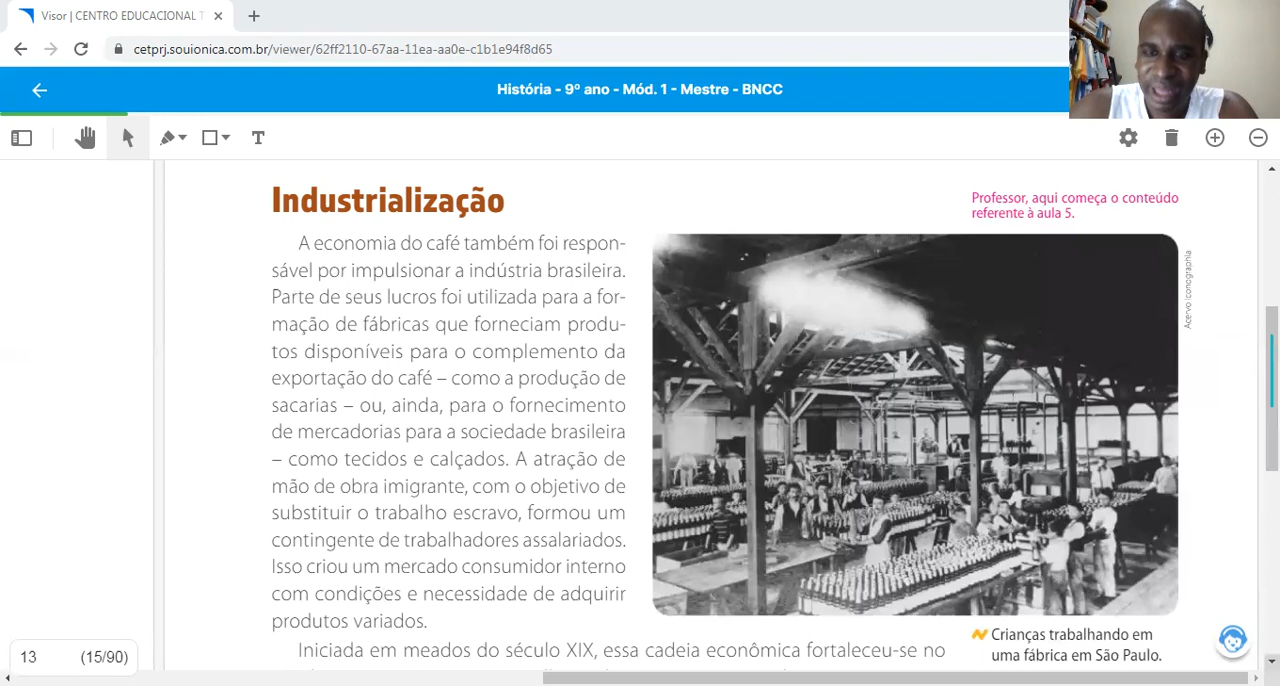 Visor | CENTRO EDUCACIONAL T
cetprj.souionica.com.br/viewer/62ff2110-67aa-11ea-aa0e-c1b1e94f8d65
História - 9º ano - Mód. 1 - Mestre - BNCC
T
Industrialização
Professor, aqui começa o conteúdo
referente à aula 5.
A economia do café também foi respon-
sável por impulsionar a indústria brasileira.
Parte de seus lucros foi utilizada para a for-
mação de fábricas que forneciam produ-
tos disponíveis para o complemento da
exportação do café – como a produção de
sacarias – ou, ainda, para o fornecimento
de mercadorias para a sociedade brasileira
– como tecidos e calçados. A atração de
mão de obra imigrante, com o objetivo de
substituir o trabalho escravo, formou um
contingente de trabalhadores assalariados.
Isso criou um mercado consumidor interno
com condições e necessidade de adquirir
produtos variados.
Acervo Iconographia
Crianças trabalhando em
uma fábrica em São Paulo.
Iniciada em meados do século XIX, essa cadeia econômica fortaleceu-se no
13 (15/90)